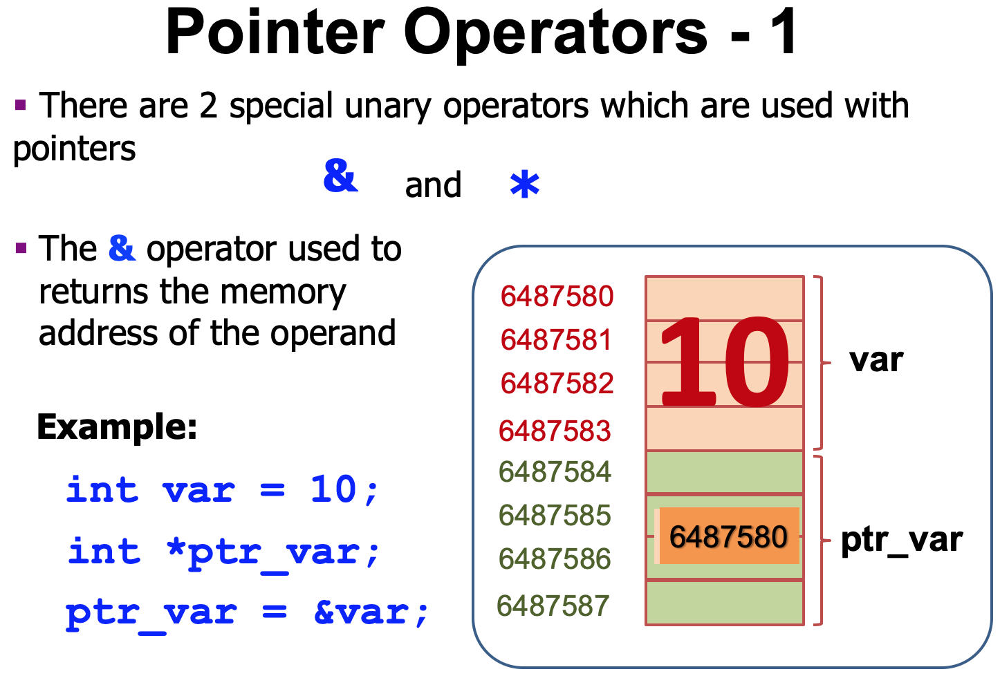 Pointer Operators - 1
▪ There are 2 special unary operators which are used with
pointers
& and *
▪ The & operator used to
returns the memory
address of the operand
Example:
int var = 10;
int *ptr_var;
ptr_var = &var;
6487580
6487581
6487582
6487583
6487584
6487585
6487586
6487587
10
6487580
var
ptr_var